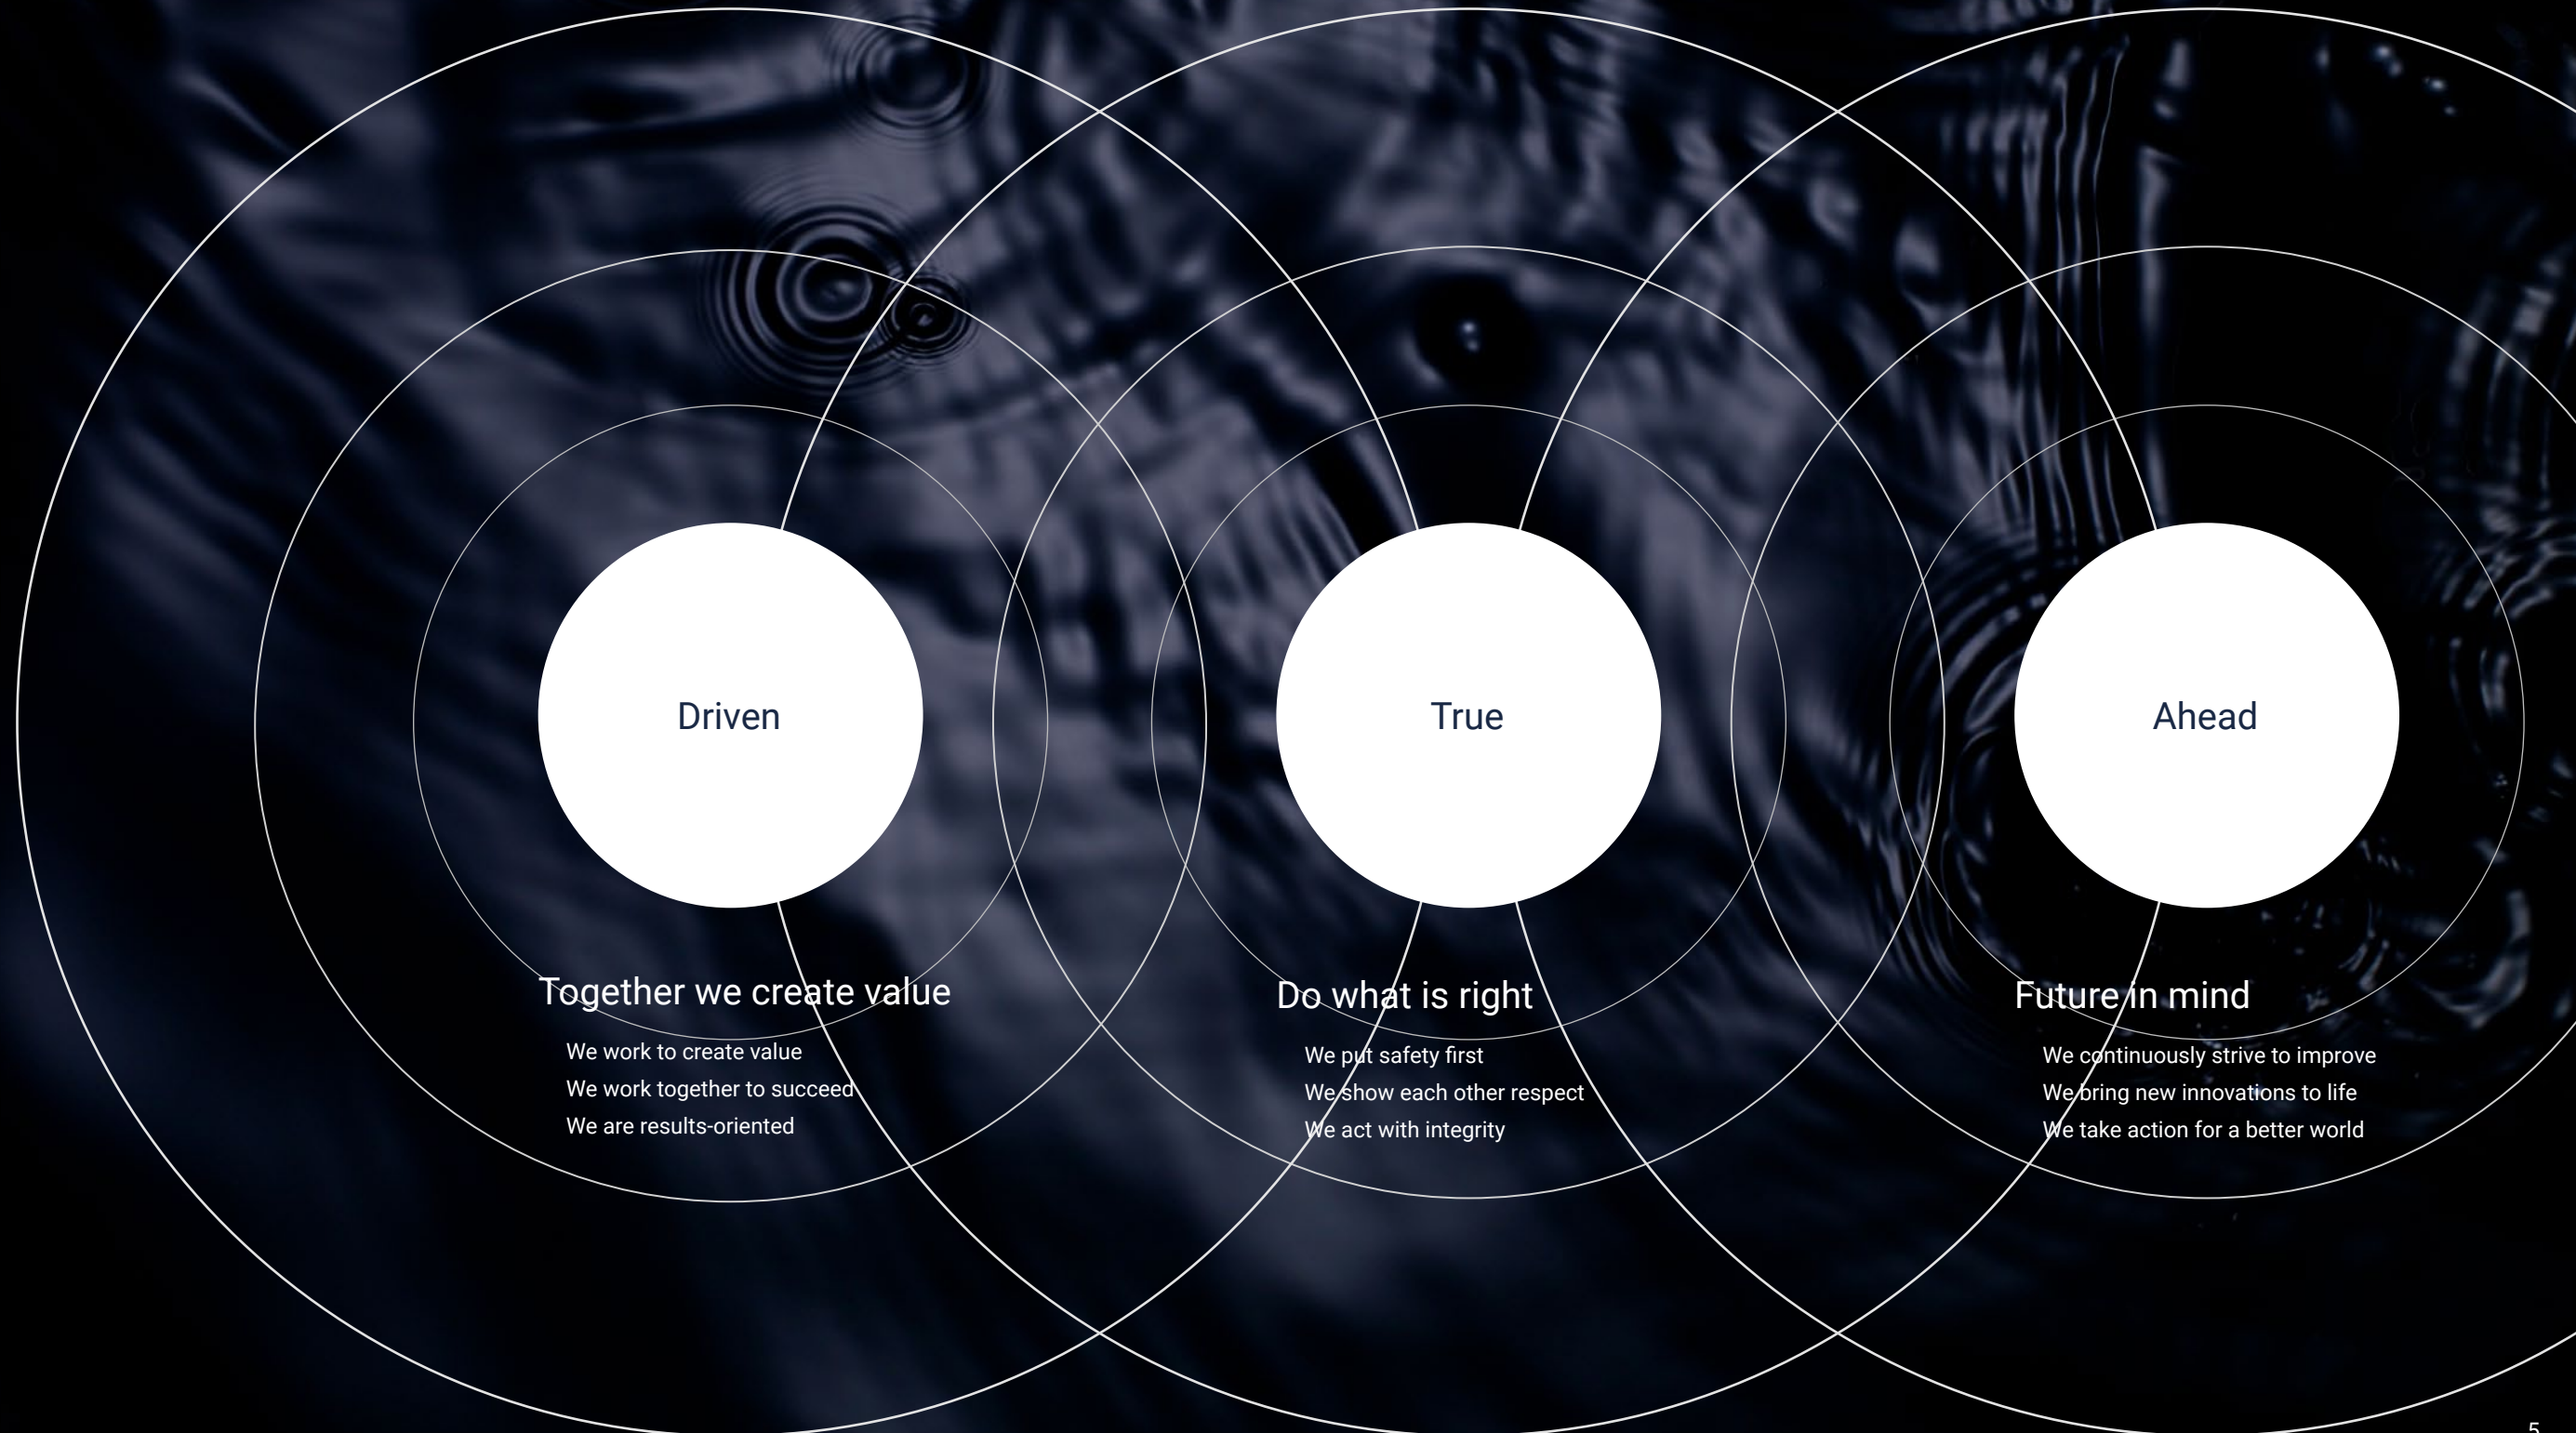 Driven
True
Ahead
Together we create value
We work to create value
We work together to succeed
We are results-oriented
Do what is right
We put safety first
We show each other respect
We act with integrity
Future in mind
We continuously strive to improve
We bring new innovations to life
We take action for a better world
5